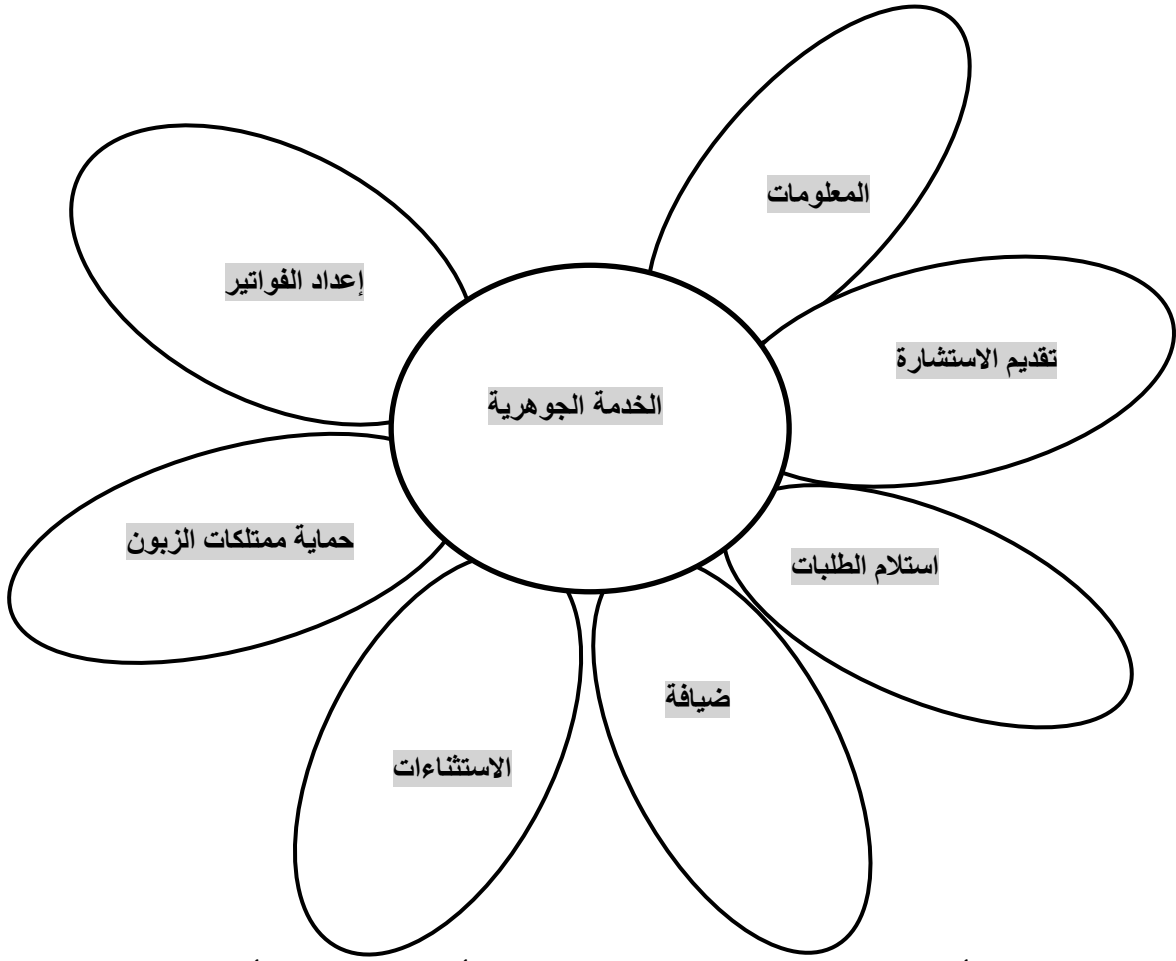 المعلومات
تقديم الاستشارة
استلام الطلبات
ضيافة
الاستثناءات
حماية ممتلكات الزبون
إعداد الفواتير
الخدمة الجوهرية